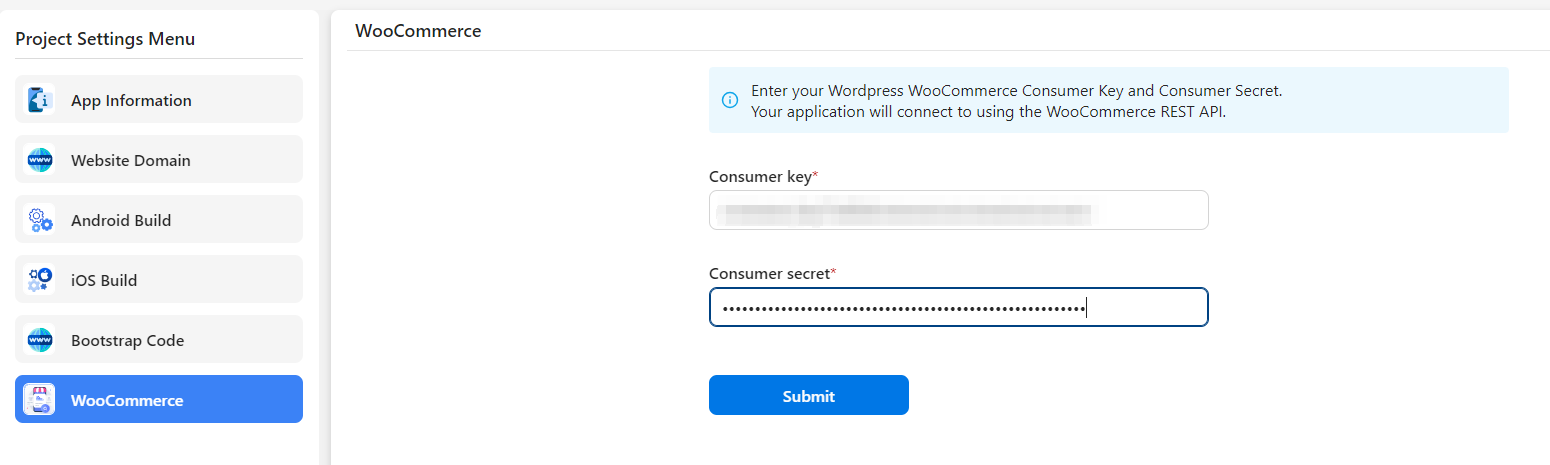 Project Settings Menu
App Information
www
Website Domain
Android Build
iOS Build
www
Bootstrap Code
WooCommerce
WooCommerce
Enter your Wordpress WooCommerce Consumer Key and Consumer Secret.
Your application will connect to using the WooCommerce REST API.
Consumer key*
Consumer secret*
Submit